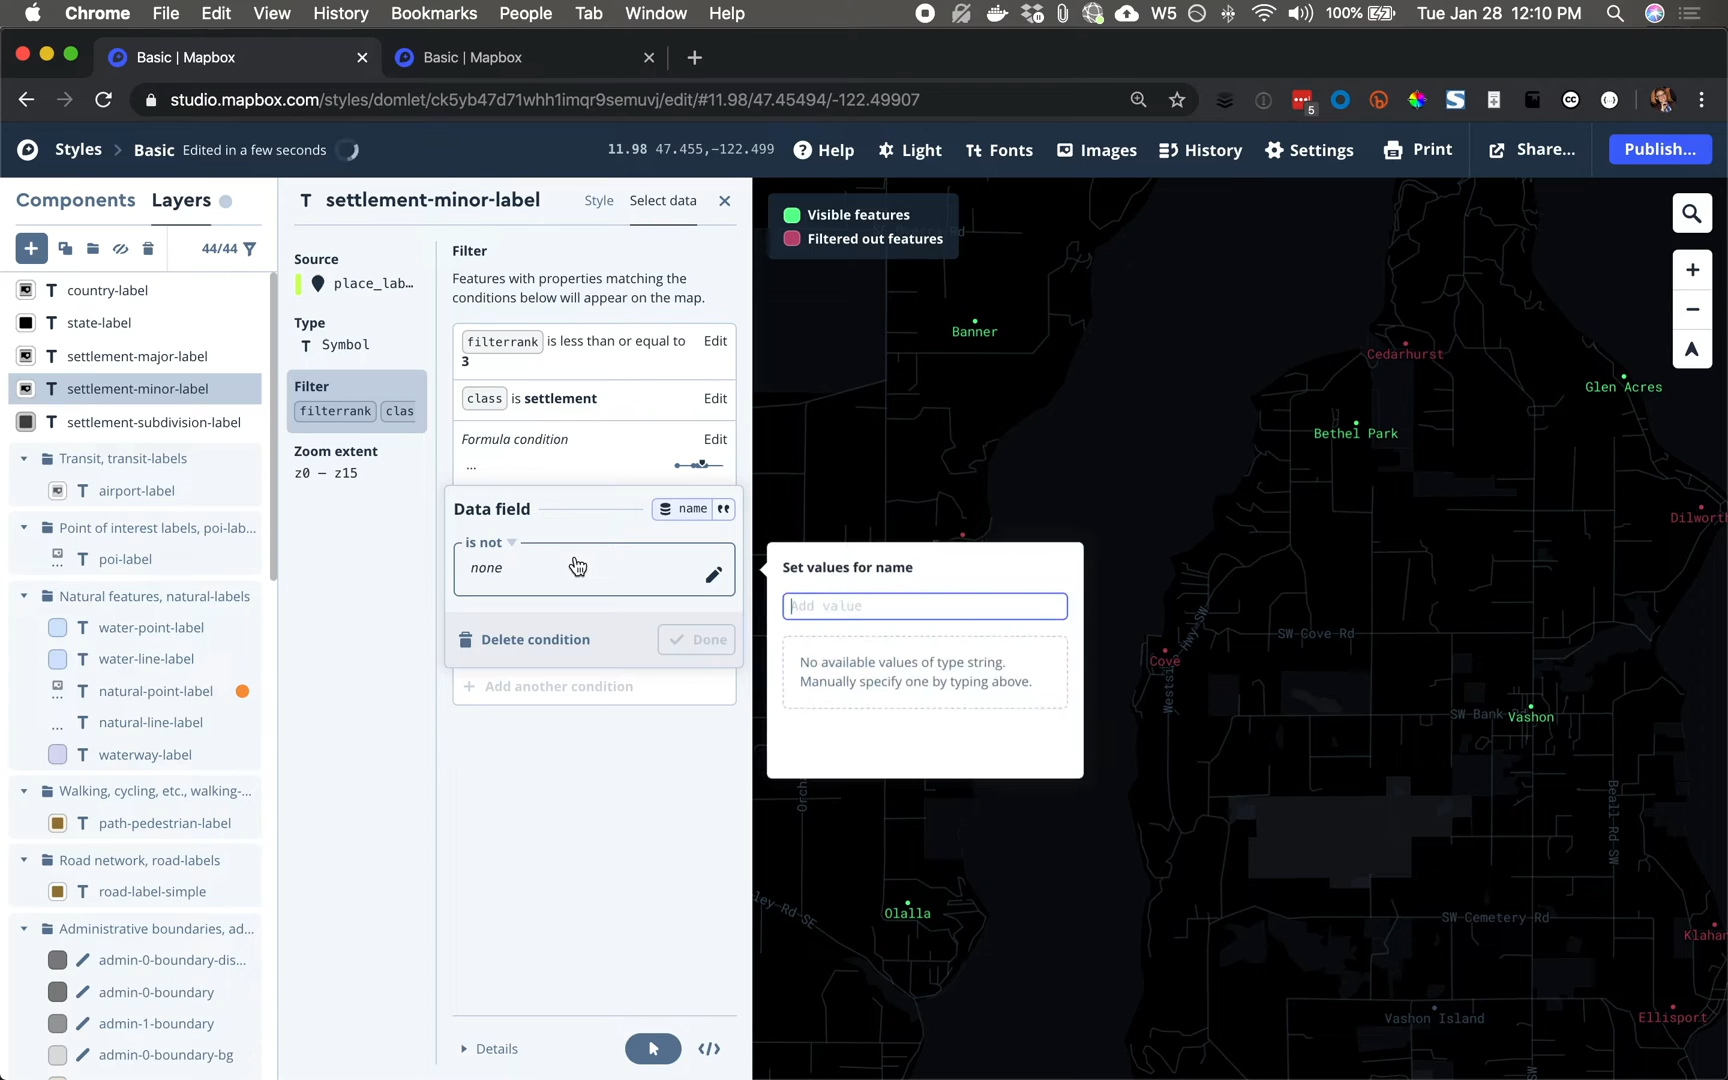 Chrome File Edit View History Bookmarks People Tab Window Help W5 100% Tue Jan 28 12:10 PM
Basic | Mapbox
Basic | Mapbox
studio.mapbox.com/styles/domlet/ck5yb47d71whh1imqr9semuvj/edit/#11.98/47.45494/-122.49907
5
Styles Basic Edited in a few seconds
11.98 47.455,-122.499
Help Light Fonts Images History Settings Print Share... Publish...
Components Layers
44/44
country-label
state-label
settlement-major-label
settlement-minor-label
settlement-subdivision-label
Transit, transit-labels
airport-label
Point of interest labels, poi-lab...
poi-label
Natural features, natural-labels
water-point-label
water-line-label
natural-point-label
natural-line-label
waterway-label
Walking, cycling, etc., walking-...
path-pedestrian-label
Road network, road-labels
road-label-simple
Administrative boundaries, ad...
admin-0-boundary-dis...
admin-0-boundary
admin-1-boundary
admin-0-boundary-bg
T settlement-minor-label Style Select data
Source
place_lab...
Type
Symbol
Filter
filterrank clas
Zoom extent
z0 – z15
Filter
Features with properties matching the
conditions below will appear on the map.
filterrank is less than or equal to Edit
3
class is settlement Edit
Formula condition Edit
...
Data field name
is not
none
Delete condition Done
+ Add another condition
Details
Set values for name
Add value
No available values of type string.
Manually specify one by typing above.
Visible features
Filtered out features
Banner
Cedarhurst
Glen Acres
Bethel Park
Dilworth
Westside Hwy-SW
SW Cove Rd
Cove
SW-Bank Rd
Vashon
Beall-Rd-SW
Olalla
SW-Cemetery-Rd
Klahan
Vashon Island
Ellisport